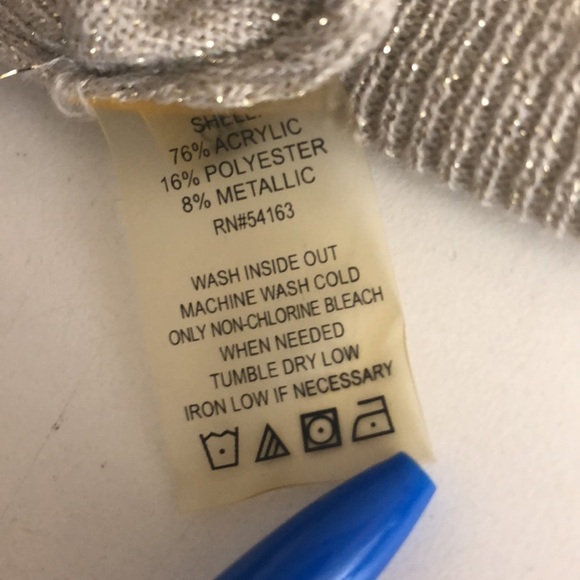 SHELL:
76% ACRYLIC
16% POLYESTER
8% METALLIC
RN#54163
WASH INSIDE OUT
MACHINE WASH COLD
ONLY NON-CHLORINE BLEACH
WHEN NEEDED
TUMBLE DRY LOW
IRON LOW IF NECESSARY